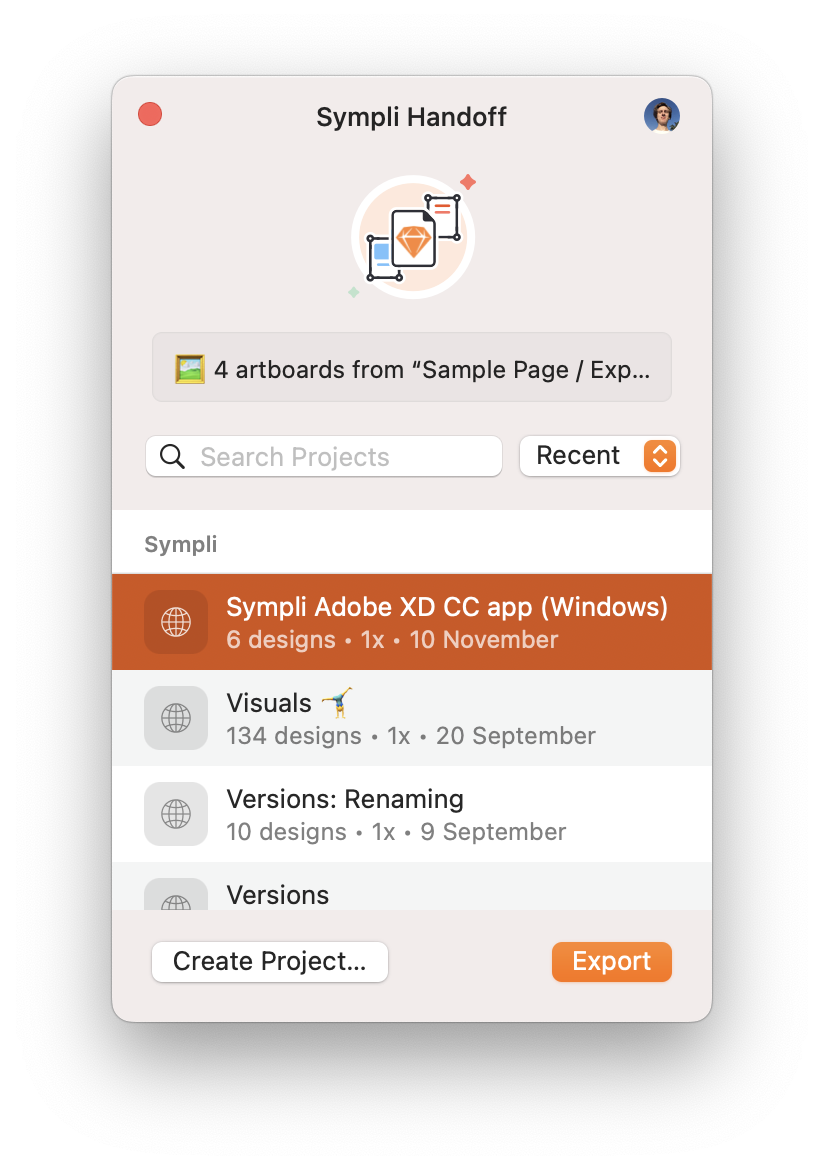 Sympli Handoff
🖼️ 4 artboards from “Sample Page / Exp...
Search Projects
Recent
Sympli
Sympli Adobe XD CC app (Windows)
6 designs • 1x • 10 November
Visuals 🤸
134 designs • 1x • 20 September
Versions: Renaming
10 designs • 1x • 9 September
Versions
Create Project...
Export